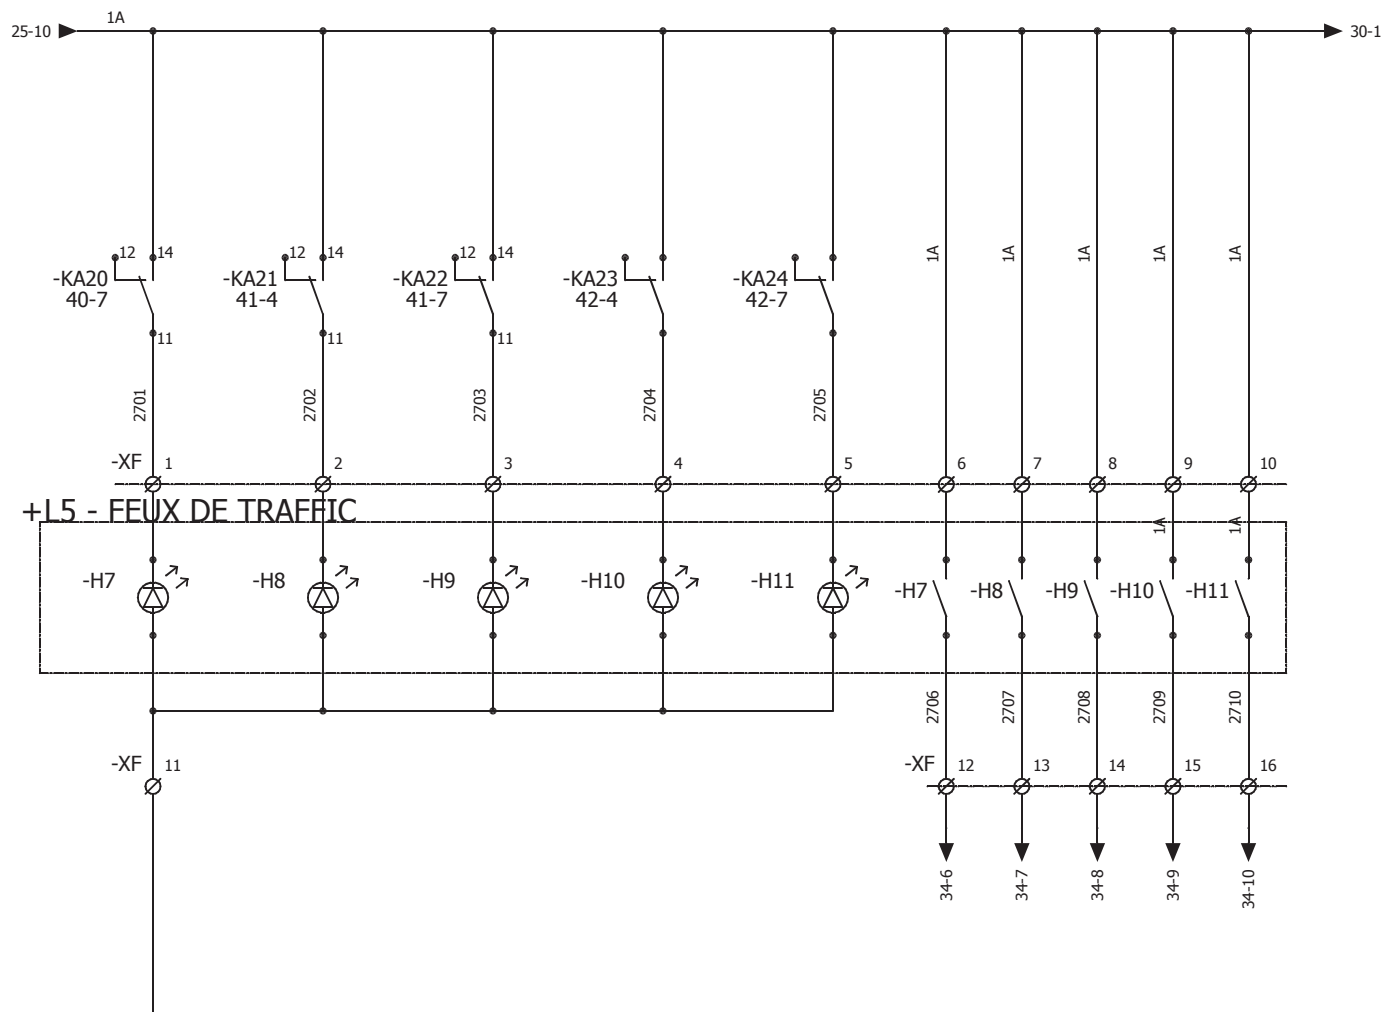 1A
25-10
30-1
12 14 12 14 12 14
-KA20 -KA21 -KA22 -KA23 -KA24
40-7 41-4 41-7 42-4 42-7
1A 1A 1A 1A 1A
11 11 11
2701 2702 2703 2704 2705
-XF 1 2 3 4 5 6 7 8 9 10
+L5 - FEUX DE TRAFFIC
1A 1A
-H7 -H8 -H9 -H10 -H11 -H7 -H8 -H9 -H10 -H11
2706 2707 2708 2709 2710
-XF 11 -XF 12 13 14 15 16
34-6 34-7 34-8 34-9 34-10